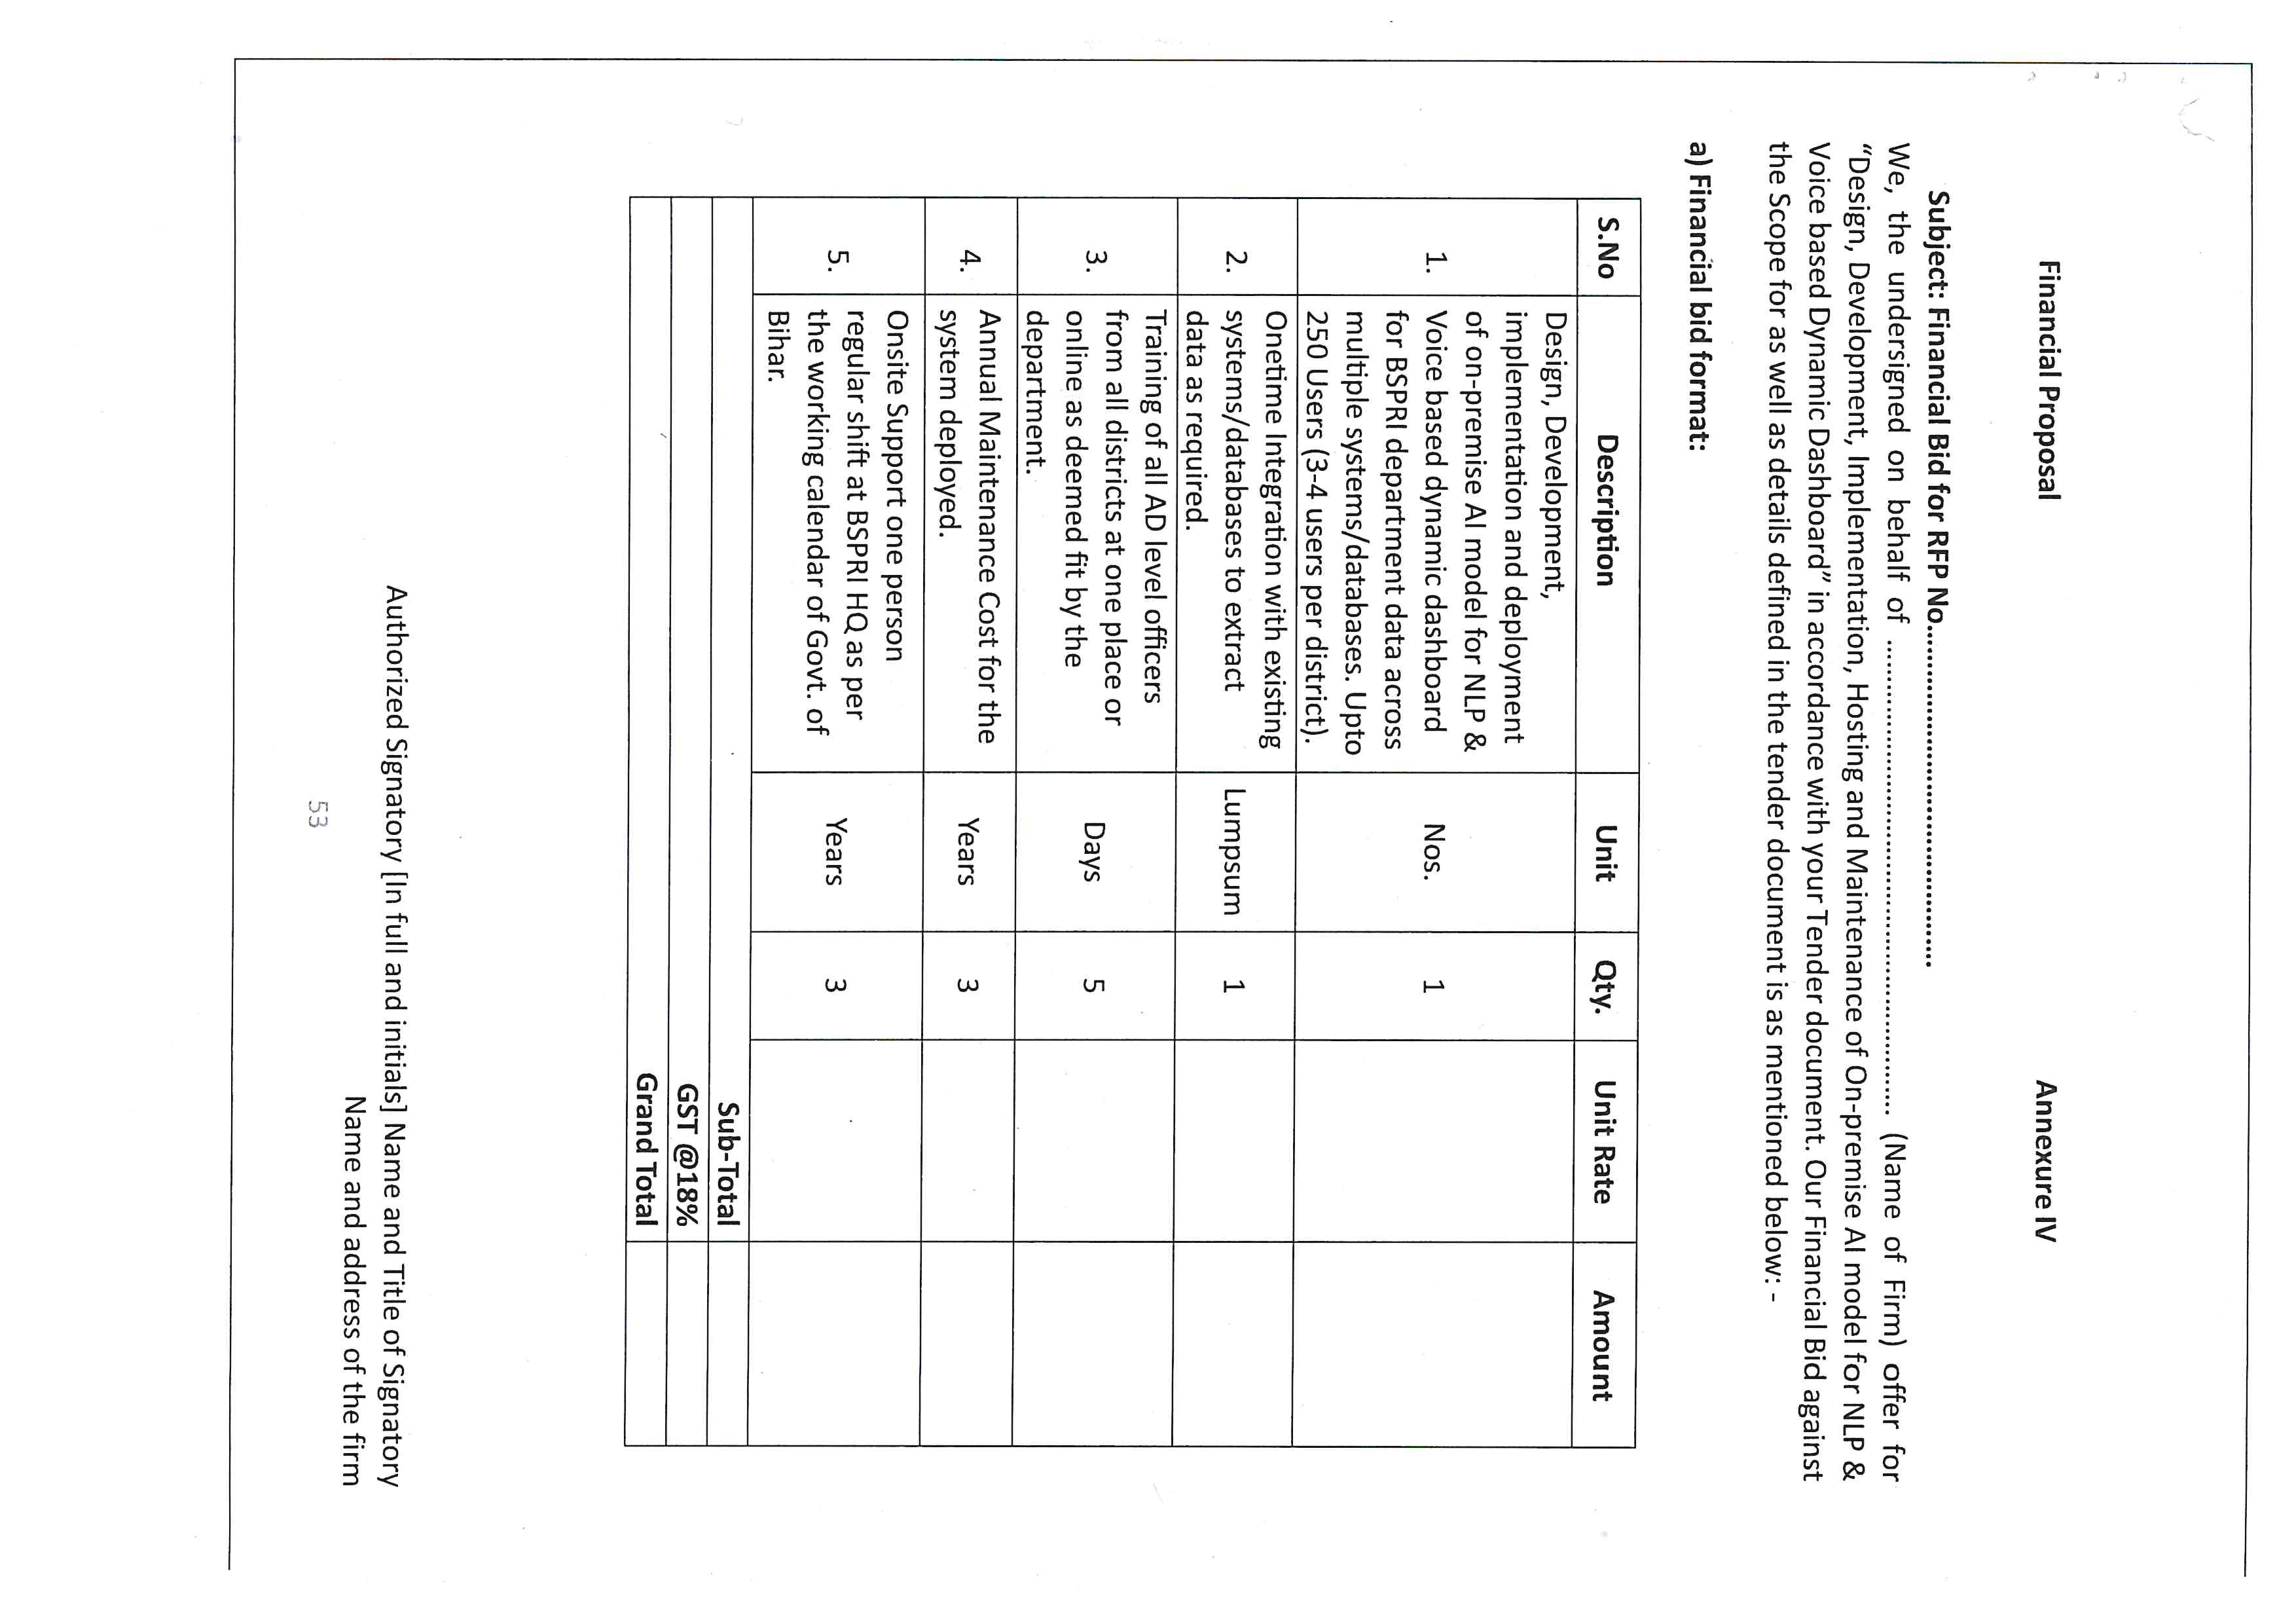 Annexure IV
Financial Proposal
Subject: Financial Bid for RFP No..................................................
We, the undersigned on behalf of ........................................................................ (Name of Firm) offer for
“Design, Development, Implementation, Hosting and Maintenance of On-premise AI model for NLP &
Voice based Dynamic Dashboard” in accordance with your Tender document. Our Financial Bid against
the Scope for as well as details defined in the tender document is as mentioned below: -
a) Financial bid format:
S.No Description Unit Qty. Unit Rate Amount
1. Design, Development,
implementation and deployment
of on-premise AI model for NLP &
Voice based dynamic dashboard Nos. 1
for BSPRI department data across
multiple systems/databases. Upto
250 Users (3-4 users per district).
2. Onetime Integration with existing
systems/databases to extract Lumpsum 1
data as required.
3. Training of all AD level officers
from all districts at one place or Days 5
online as deemed fit by the
department.
4. Annual Maintenance Cost for the Years 3
system deployed.
5. Onsite Support one person
regular shift at BSPRI HQ as per Years 3
the working calendar of Govt. of
Bihar.
Sub-Total
GST @18%
Grand Total
Authorized Signatory [In full and initials] Name and Title of Signatory
Name and address of the firm
53